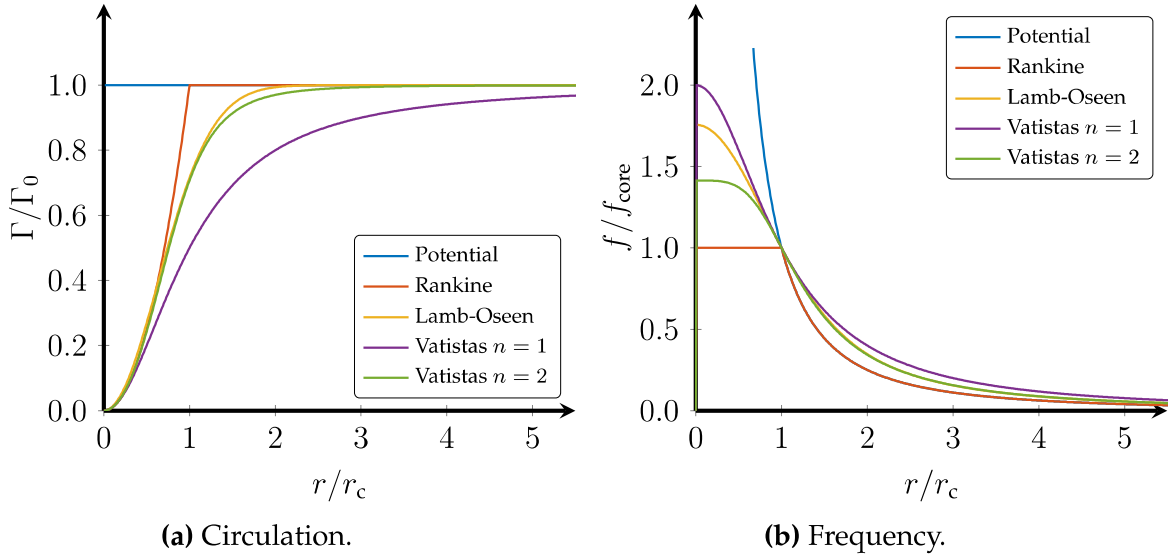 Γ/Γ0
1.0
0.8
0.6
0.4
0.2
0.0
0 1 2 3 4 5
r/rc
Potential
Rankine
Lamb-Oseen
Vatistas n = 1
Vatistas n = 2
(a) Circulation.
f/fcore
2.0
1.5
1.0
0.5
0.0
0 1 2 3 4 5
r/rc
Potential
Rankine
Lamb-Oseen
Vatistas n = 1
Vatistas n = 2
(b) Frequency.